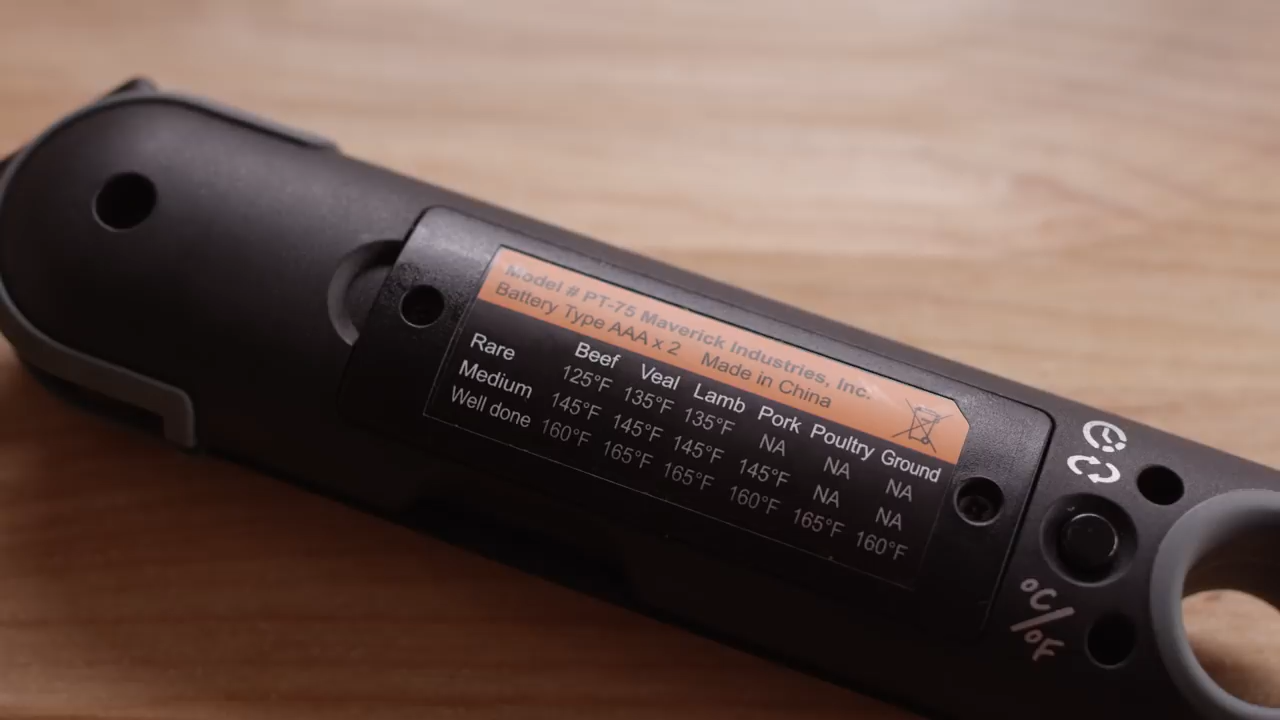 Model # PT-75 Maverick Industries, Inc.
Battery Type AAA x 2 Made in China
Beef Veal Lamb Pork Poultry Ground
Rare 125°F 135°F 135°F NA NA NA
Medium 145°F 145°F 145°F 145°F NA NA
Well done 160°F 165°F 165°F 160°F 165°F 160°F
°C/°F